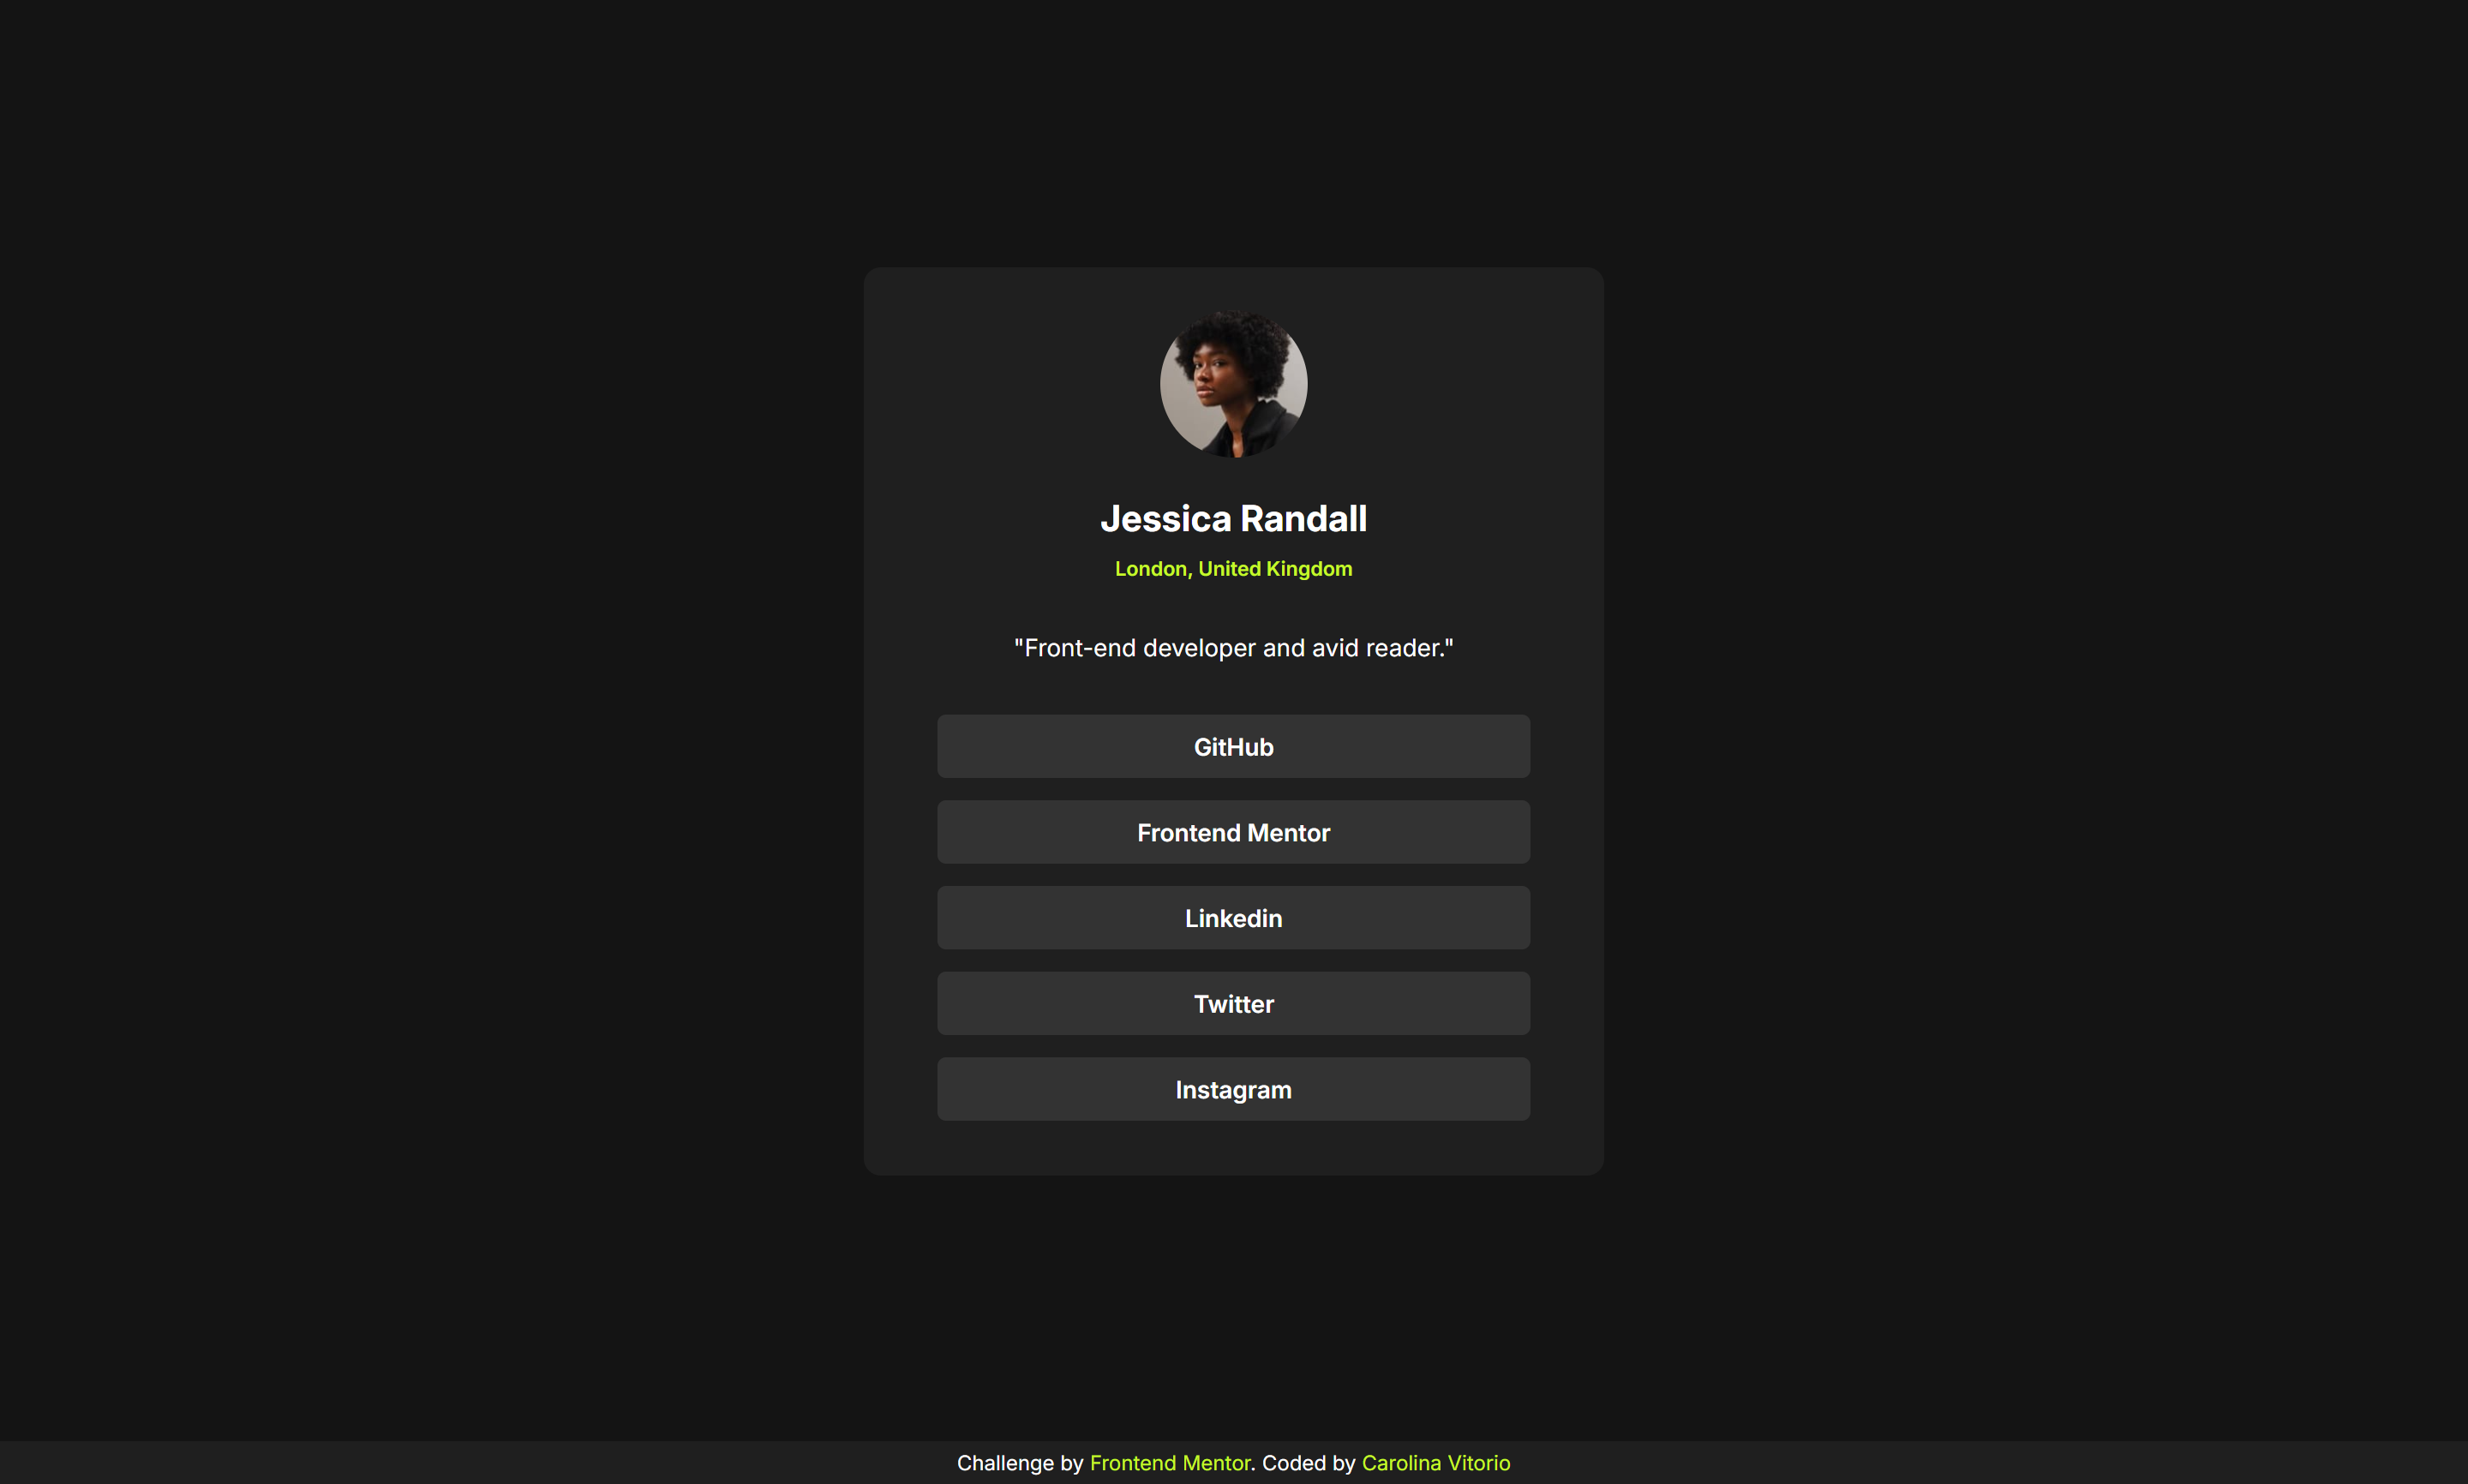 Jessica Randall
London, United Kingdom
"Front-end developer and avid reader."
GitHub
Frontend Mentor
Linkedin
Twitter
Instagram
Challenge by Frontend Mentor. Coded by Carolina Vitorio